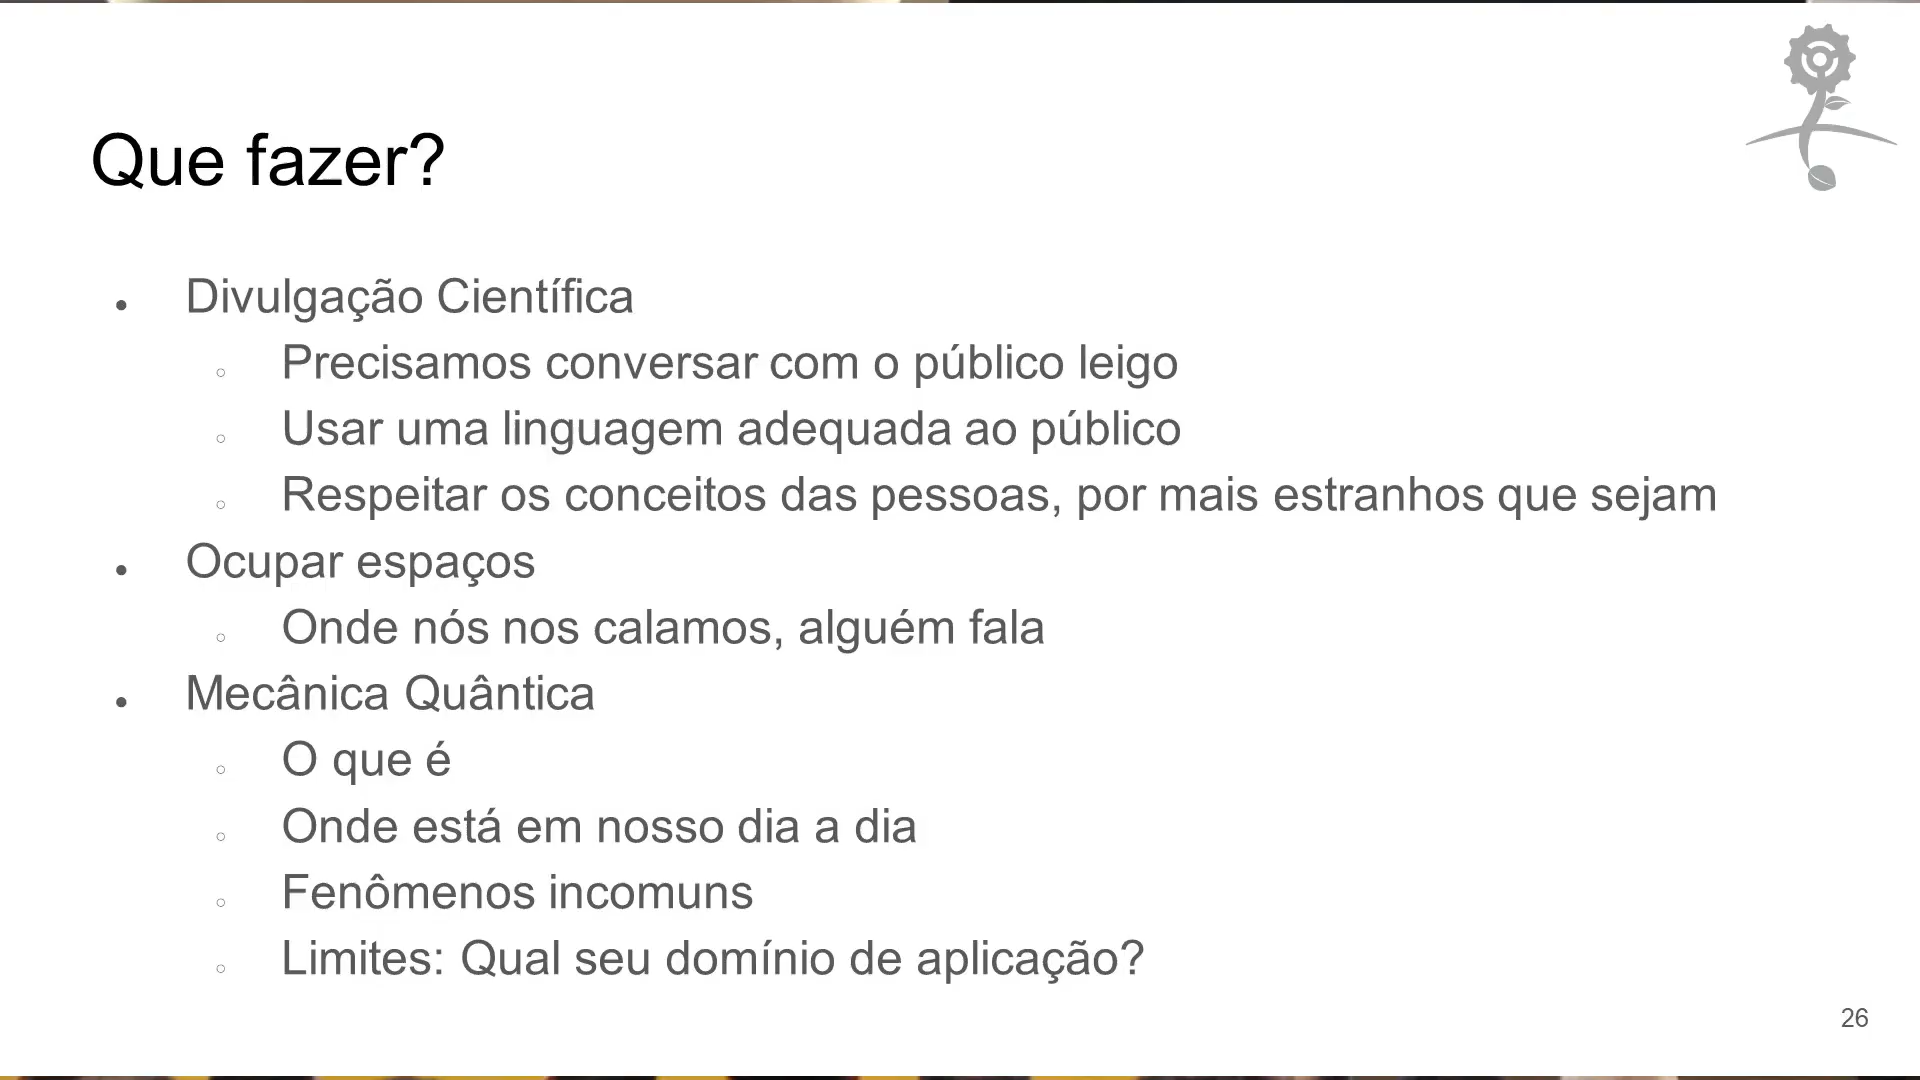 Que fazer?
Divulgação Científica
Precisamos conversar com o público leigo
Usar uma linguagem adequada ao público
Respeitar os conceitos das pessoas, por mais estranhos que sejam
Ocupar espaços
Onde nós nos calamos, alguém fala
Mecânica Quântica
O que é
Onde está em nosso dia a dia
Fenômenos incomuns
Limites: Qual seu domínio de aplicação?
26